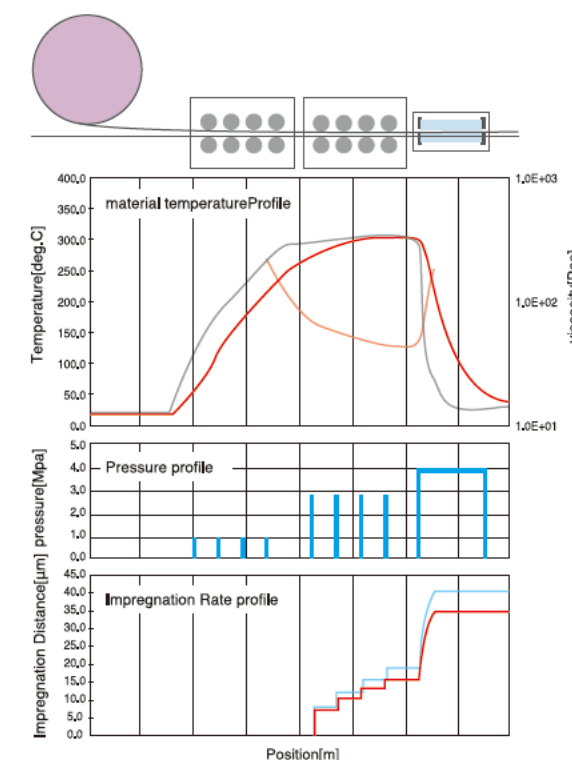 400.0
1.0E+03
material temperatureProfile
350.0
300.0
250.0
200.0
150.0
100.0
50.0
0.0
Temperature[deg.C]
1.0E+02
1.0E+01
5.0
4.0
3.0
2.0
1.0
0.0
pressure[Mpa]
Pressure profile
45.0
40.0
35.0
30.0
25.0
20.0
15.0
10.0
5.0
0.0
Impregnation Distance[μm]
Impregnation Rate profile
Position[m]